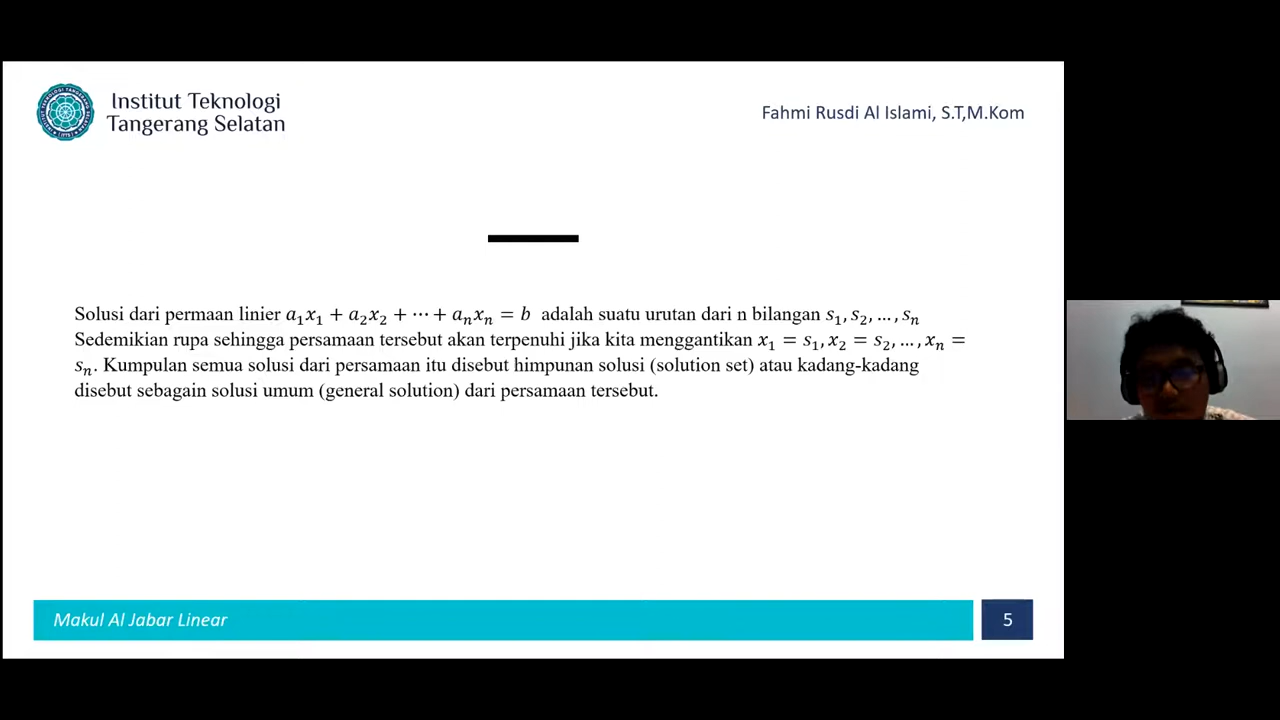 Institut Teknologi
Tangerang Selatan
Fahmi Rusdi Al Islami, S.T,M.Kom
Solusi dari permaan linier a₁x₁ + a₂x₂ + ⋯ + aₙxₙ = b adalah suatu urutan dari n bilangan s₁, s₂, … , sₙ
Sedemikian rupa sehingga persamaan tersebut akan terpenuhi jika kita menggantikan x₁ = s₁, x₂ = s₂, … , xₙ =
sₙ. Kumpulan semua solusi dari persamaan itu disebut himpunan solusi (solution set) atau kadang-kadang
disebut sebagain solusi umum (general solution) dari persamaan tersebut.
Makul Al Jabar Linear
5